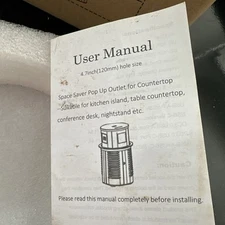 User Manual
4.7inch(120mm) hole size
Space Saver Pop Up Outlet for Countertop
for kitchen island, table countertop,
conference desk, nightstand etc.
Please read this manual completely before installing.